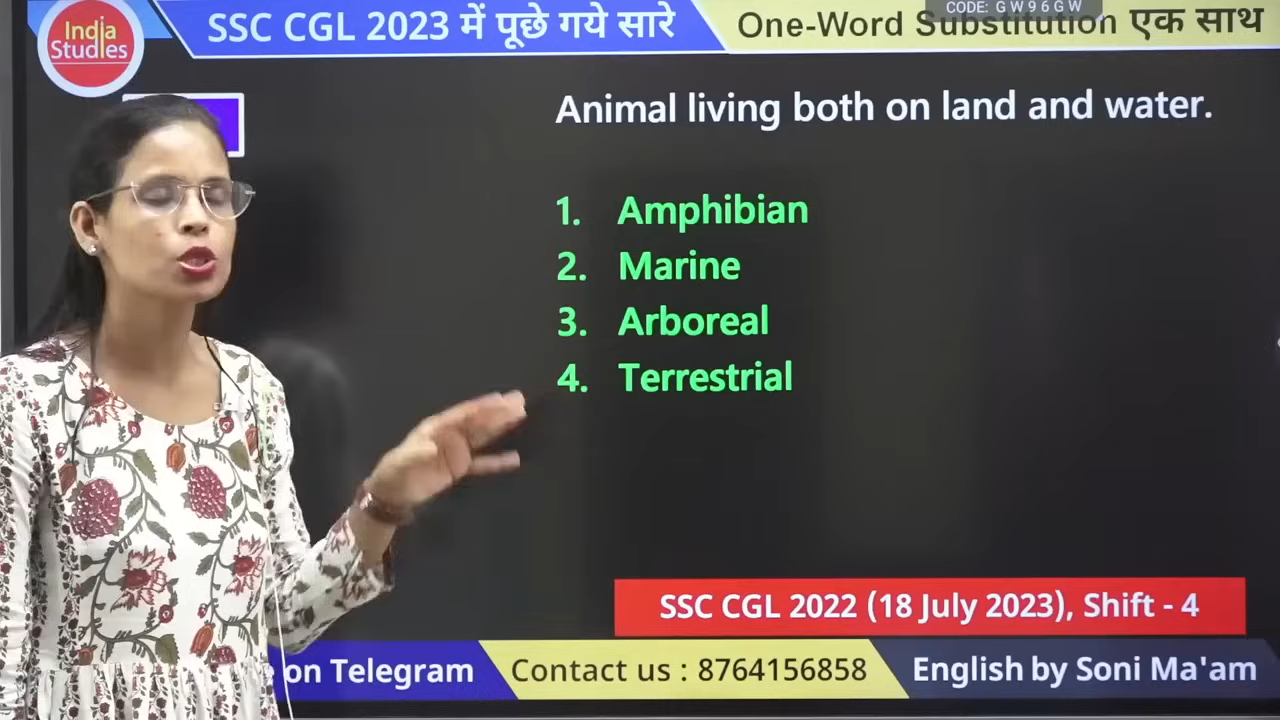 India
Studies
SSC CGL 2023 में पूछे गये सारे
One-Word Substitution एक साथ
CODE: GW96GW
Animal living both on land and water.
1. Amphibian
2. Marine
3. Arboreal
4. Terrestrial
SSC CGL 2022 (18 July 2023), Shift - 4
on Telegram
Contact us : 8764156858
English by Soni Ma'am